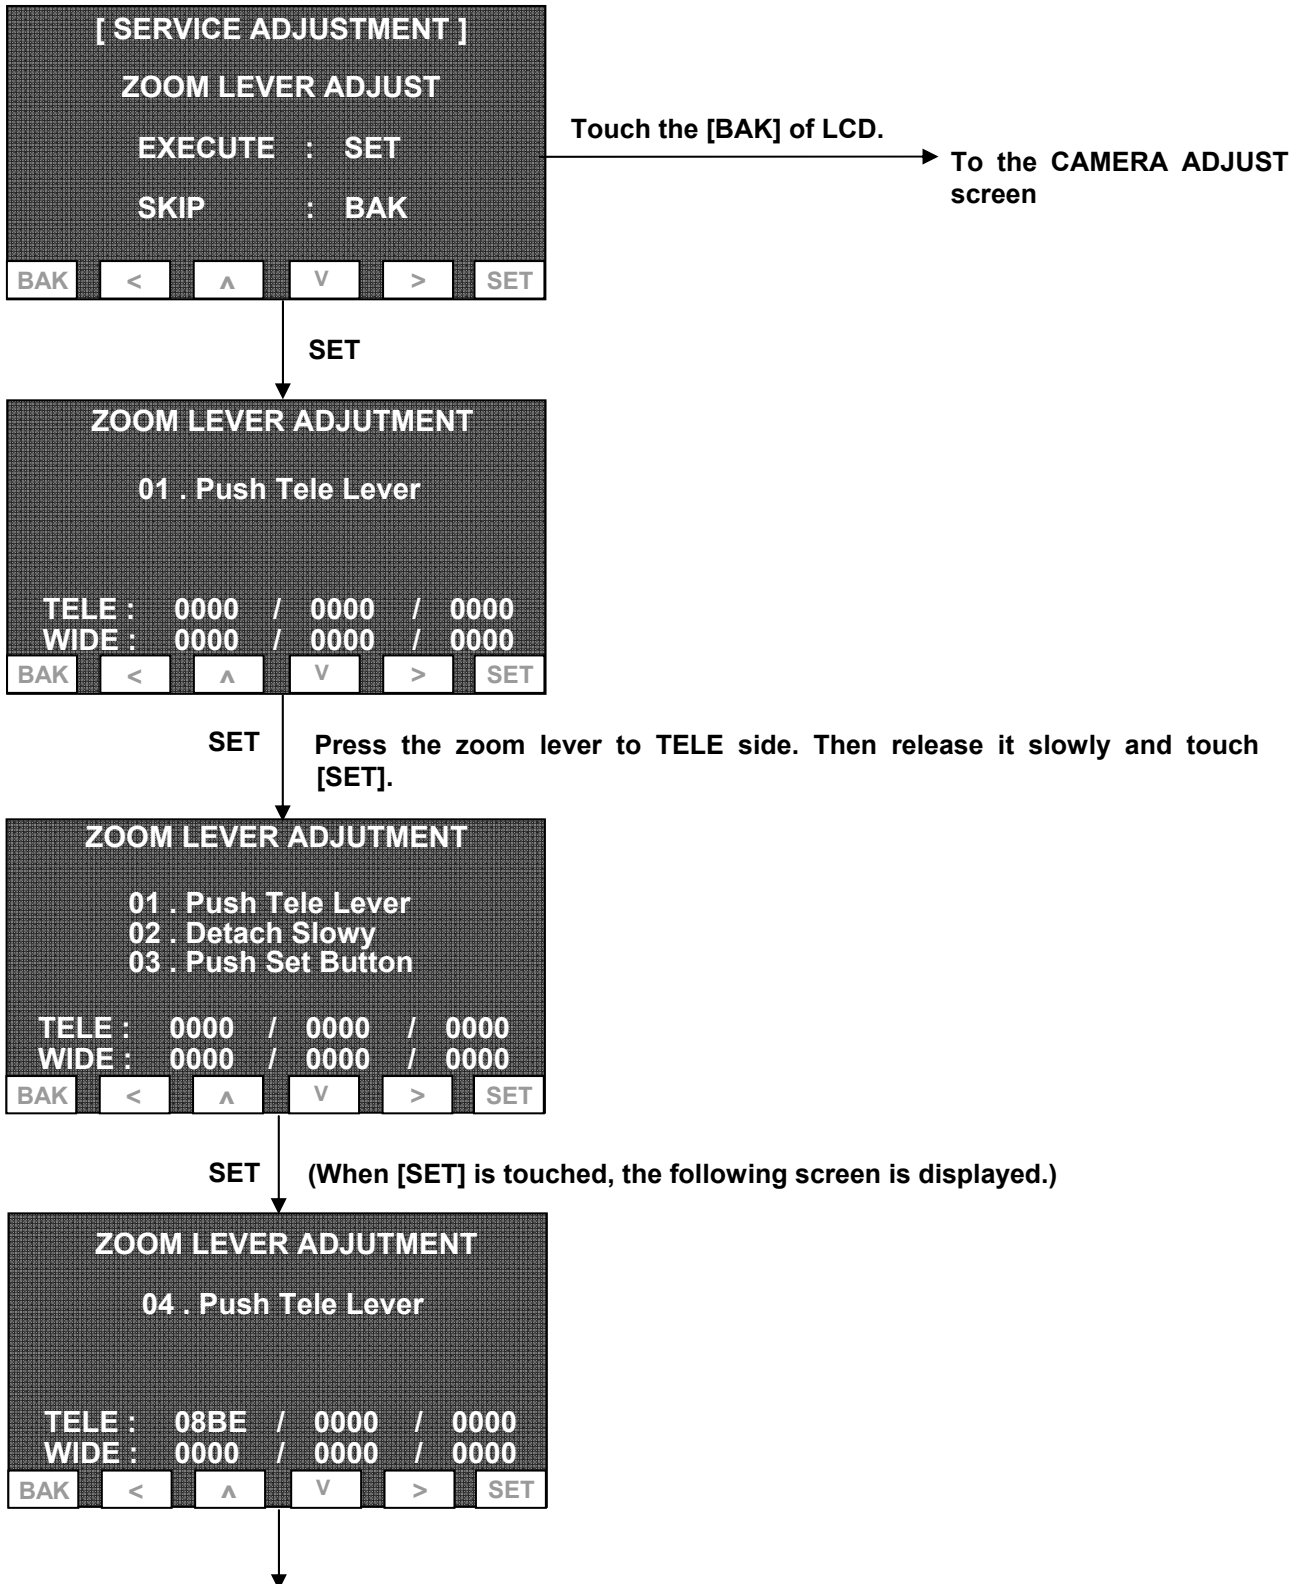 [ SERVICE ADJUSTMENT ]
ZOOM LEVER ADJUST
EXECUTE : SET
SKIP : BAK
BAK < ʌ V > SET
Touch the [BAK] of LCD.
To the CAMERA ADJUST
screen
SET
ZOOM LEVER ADJUTMENT
01 . Push Tele Lever
TELE : 0000 / 0000 / 0000
WIDE : 0000 / 0000 / 0000
BAK < ʌ V > SET
SET
Press the zoom lever to TELE side. Then release it slowly and touch
[SET].
ZOOM LEVER ADJUTMENT
01 . Push Tele Lever
02 . Detach Slowy
03 . Push Set Button
TELE : 0000 / 0000 / 0000
WIDE : 0000 / 0000 / 0000
BAK < ʌ V > SET
SET
(When [SET] is touched, the following screen is displayed.)
ZOOM LEVER ADJUTMENT
04 . Push Tele Lever
TELE : 08BE / 0000 / 0000
WIDE : 0000 / 0000 / 0000
BAK < ʌ V > SET